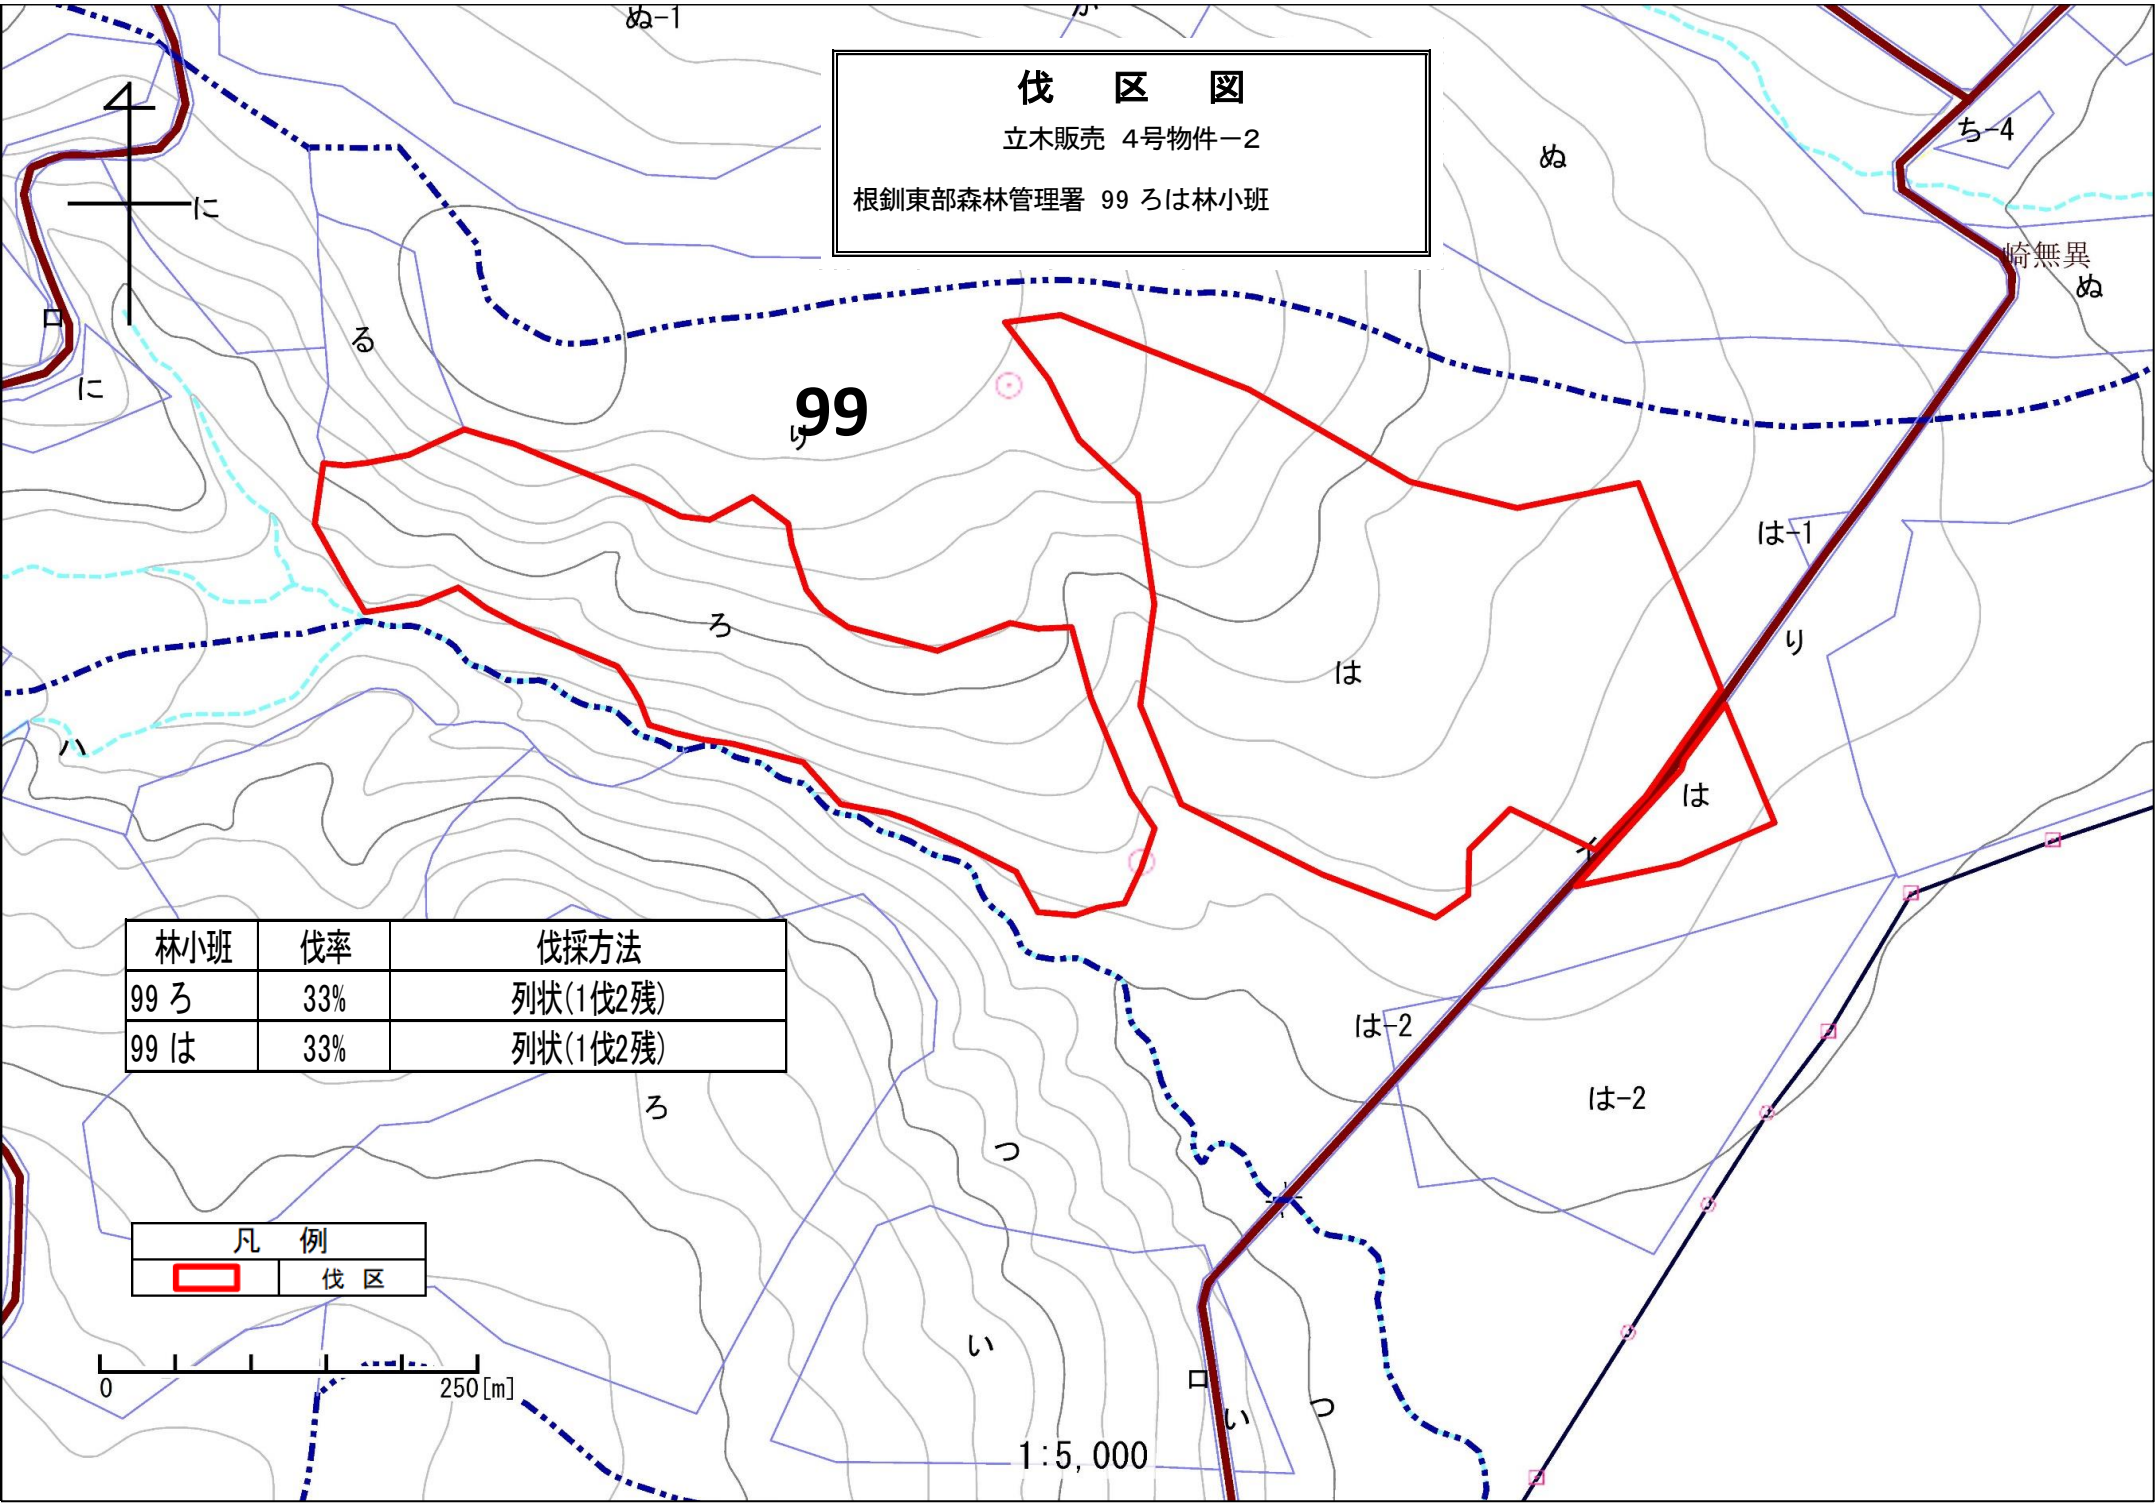 ぬ-1
伐 区 図
立木販売 4号物件－2
根釧東部森林管理署 99 ろは林小班
ち-4
ぬ
に
崎無異
ぬ
ロ
る
に
99
り
は-1
ろ
り
は
ハ
は
イ
林小班 伐率 伐採方法
99 ろ 33% 列状(1伐2残)
99 は 33% 列状(1伐2残)
は-2
は-2
ろ
つ
凡 例
伐 区
い
ロ
い
つ
0 250[m]
1:5,000